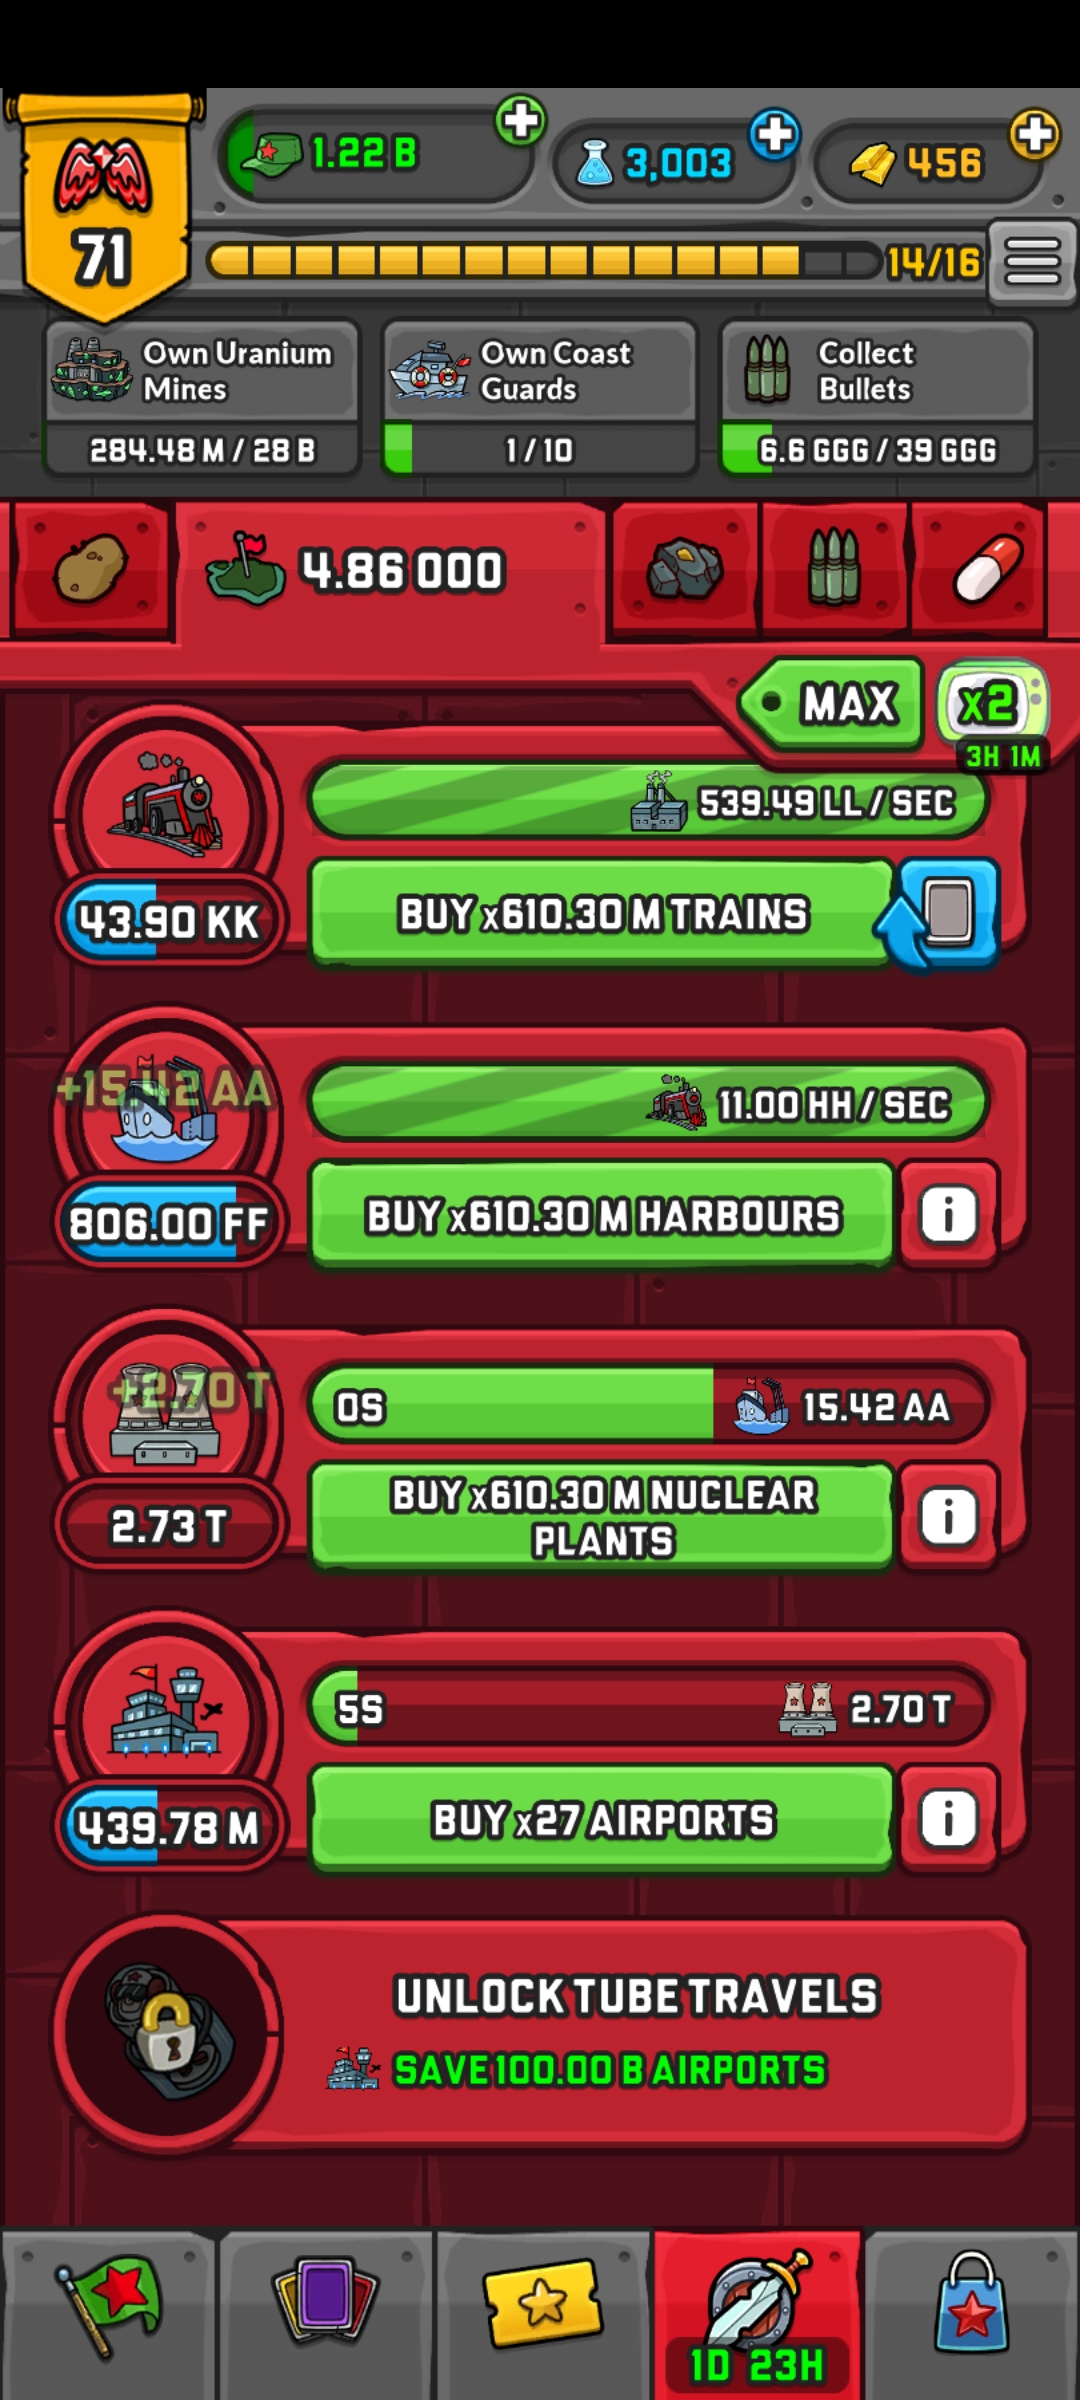 71
1.22 B
3,003
456
14/16
Own Uranium
Mines
284.48 M / 28 B
Own Coast
Guards
1 / 10
Collect
Bullets
6.6 GGG / 39 GGG
4.86 000
MAX
x2
3H 1M
539.49 LL / SEC
43.90 KK
BUY x610.30 M TRAINS
+15.42 AA
11.00 HH / SEC
806.00 FF
BUY x610.30 M HARBOURS
i
+2.70 T
0S
15.42 AA
2.73 T
BUY x610.30 M NUCLEAR
PLANTS
i
5S
2.70 T
439.78 M
BUY x27 AIRPORTS
i
UNLOCK TUBE TRAVELS
SAVE 100.00 B AIRPORTS
1D 23H